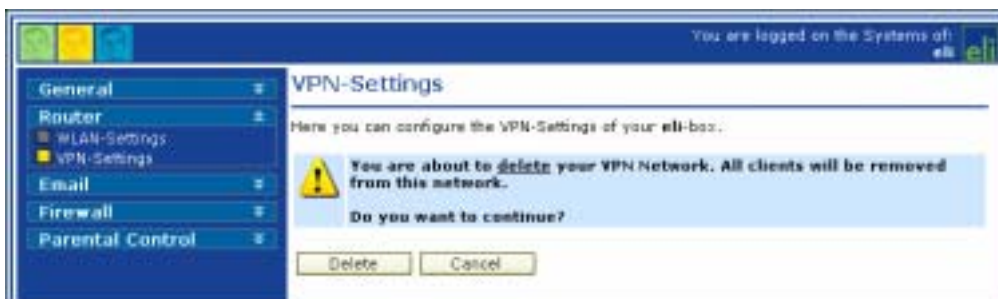 You are logged on the Systems of:
eli
eli
General
Router
WLAN-Settings
VPN-Settings
Email
Firewall
Parental Control
VPN-Settings
Here you can configure the VPN-Settings of your eli-box.
You are about to delete your VPN Network. All clients will be removed
from this network.
Do you want to continue?
Delete
Cancel